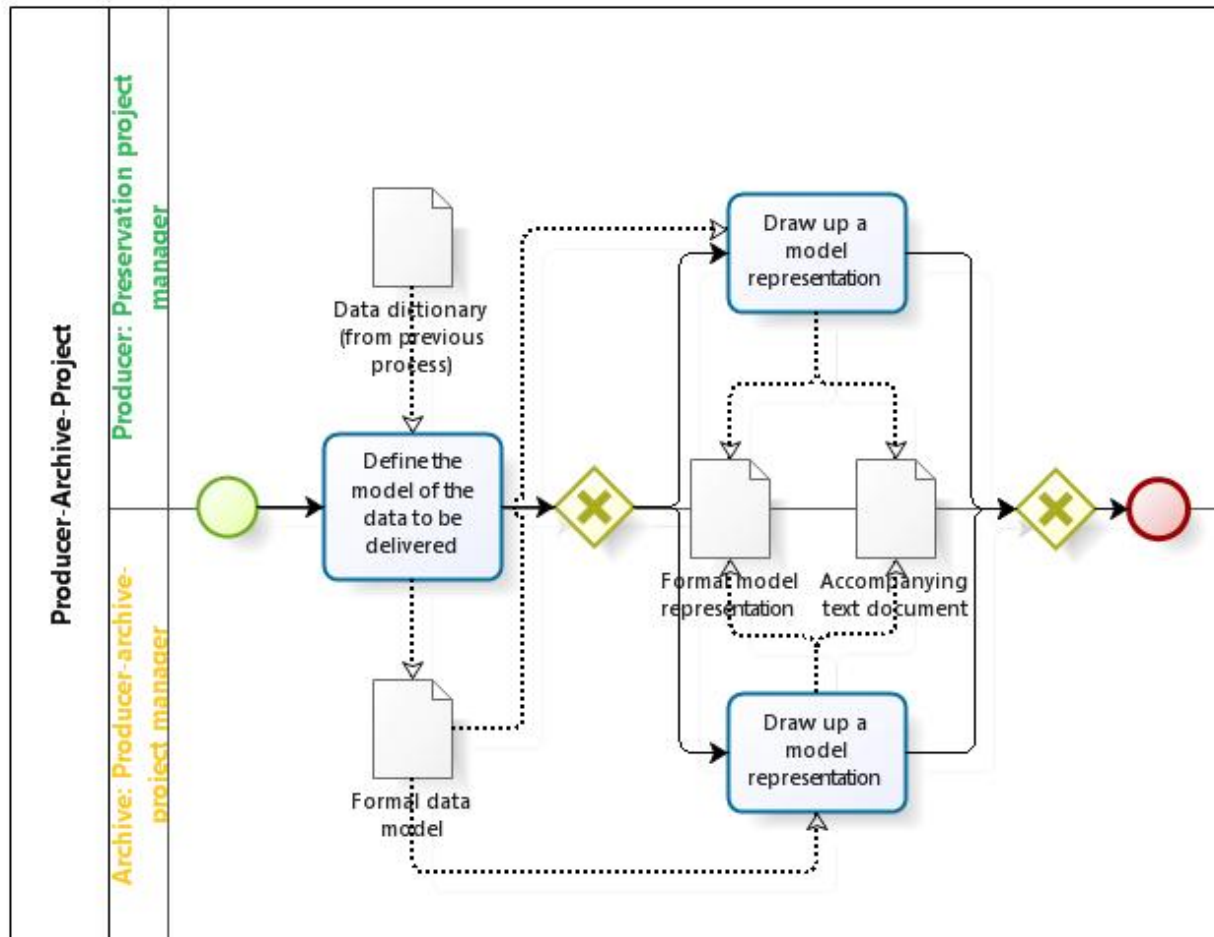 Producer-Archive-Project
Producer: Preservation project
manager
Archive: Producer-archive-
project manager
Data dictionary
(from previous
process)
Define the
model of the
data to be
delivered
Formal data
model
Draw up a
model
representation
Formal model
representation
Accompanying
text document
Draw up a
model
representation